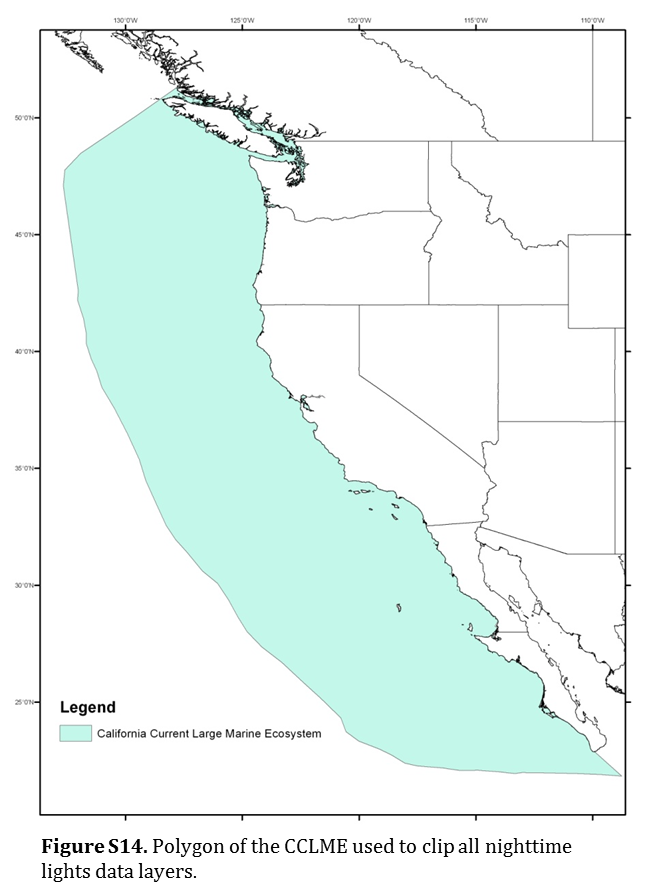 130°0'W 125°0'W 120°0'W 115°0'W 110°0'W
50°0'N
45°0'N
40°0'N
35°0'N
30°0'N
25°0'N
Legend
California Current Large Marine Ecosystem
Figure S14. Polygon of the CCLME used to clip all nighttime
lights data layers.